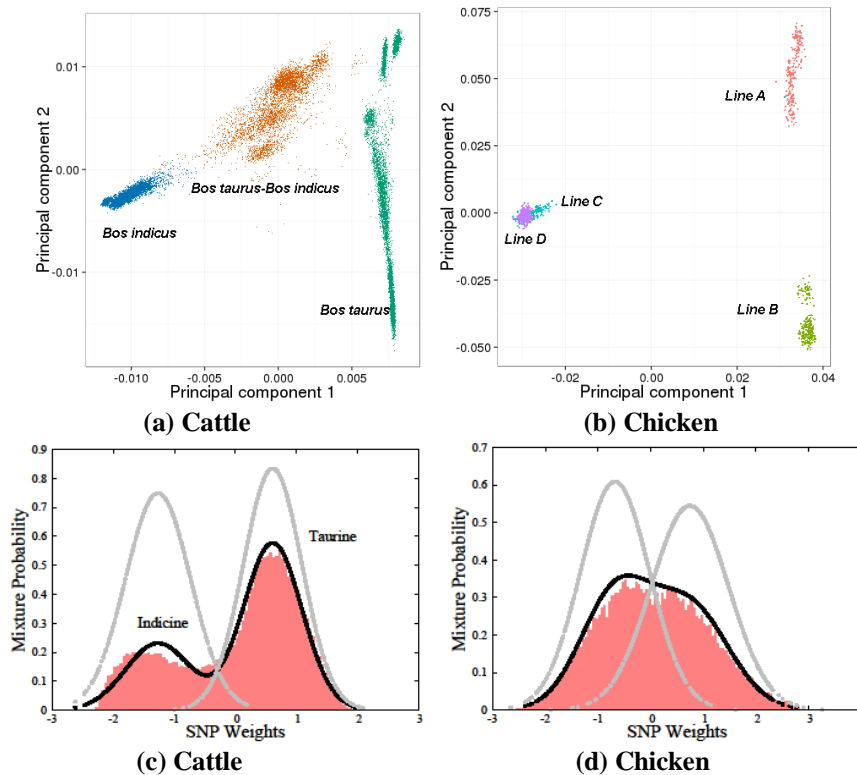 Principal component 2
0.01
0.00
-0.01
Bos taurus-Bos indicus
Bos indicus
Bos taurus
-0.010
-0.005
0.000
0.005
Principal component 1
(a) Cattle
Principal component 2
0.075
0.050
0.025
0.000
-0.025
-0.050
Line A
Line C
Line D
Line B
-0.02
0.00
0.02
0.04
Principal component 1
(b) Chicken
Mixture Probability
0.9
0.8
0.7
0.6
0.5
0.4
0.3
0.2
0.1
0
Taurine
Indicine
-3
-2
-1
0
1
2
3
SNP Weights
(c) Cattle
Mixture Probability
0.7
0.6
0.5
0.4
0.3
0.2
0.1
0
-3
-2
-1
0
1
2
3
SNP Weights
(d) Chicken